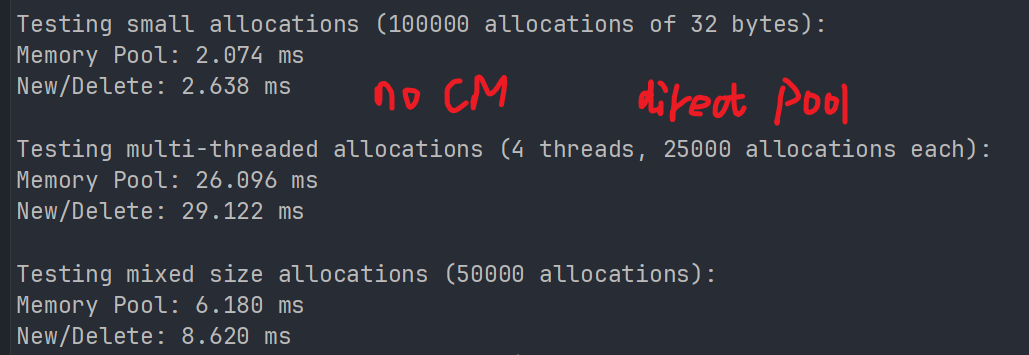 Testing small allocations (100000 allocations of 32 bytes):
Memory Pool: 2.074 ms
New/Delete: 2.638 ms
no CM direct Pool
Testing multi-threaded allocations (4 threads, 25000 allocations each):
Memory Pool: 26.096 ms
New/Delete: 29.122 ms
Testing mixed size allocations (50000 allocations):
Memory Pool: 6.180 ms
New/Delete: 8.620 ms